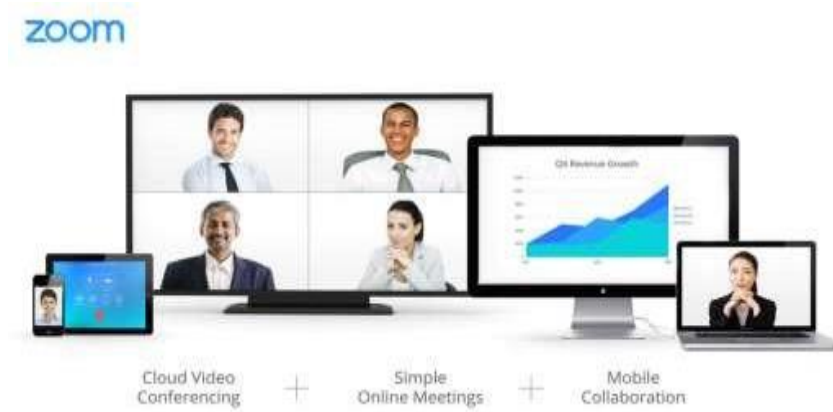 zoom
Q4 Revenue Growth
Cloud Video
Conferencing
+
Simple
Online Meetings
+
Mobile
Collaboration